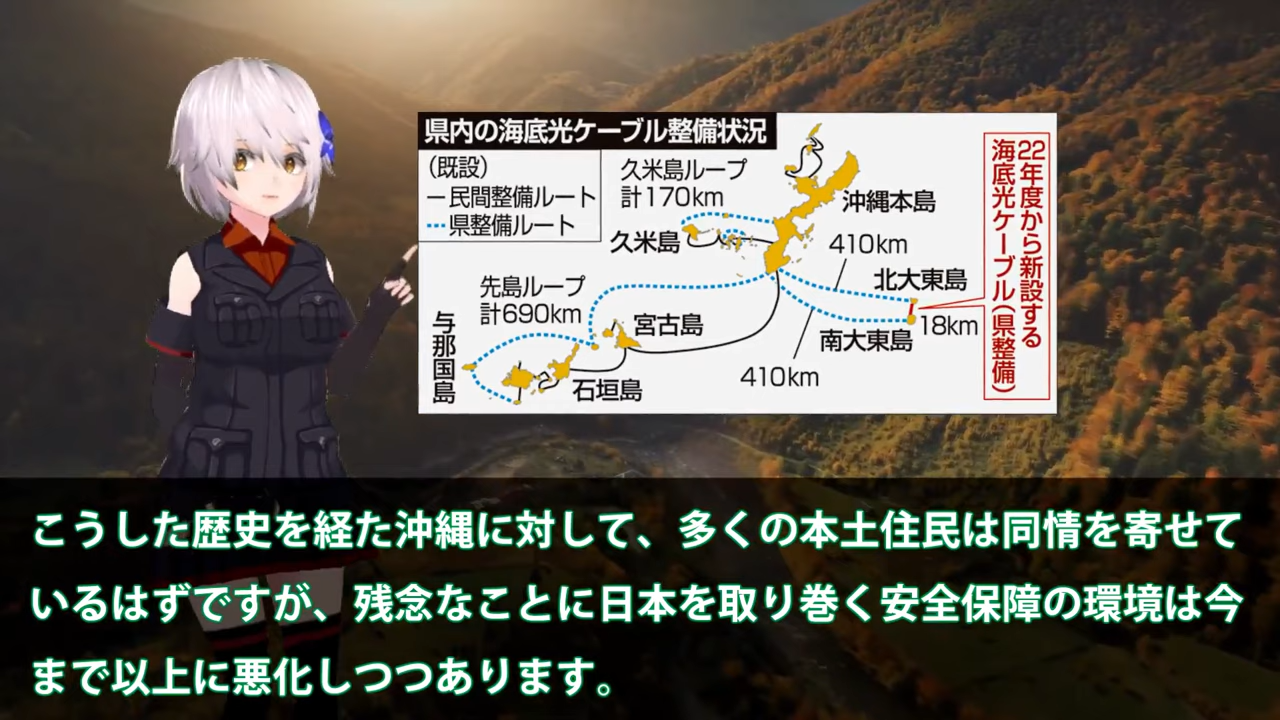 県内の海底光ケーブル整備状況
(既設)
民間整備ルート
県整備ルート
久米島ループ
計170km
沖縄本島
久米島
410km
北大東島
先島ループ
計690km
宮古島
18km
南大東島
与那国島
410km
石垣島
22年度から新設する
海底光ケーブル(県整備)
こうした歴史を経た沖縄に対して、多くの本土住民は同情を寄せて
いるはずですが、残念なことに日本を取り巻く安全保障の環境は今
まで以上に悪化しつつあります。